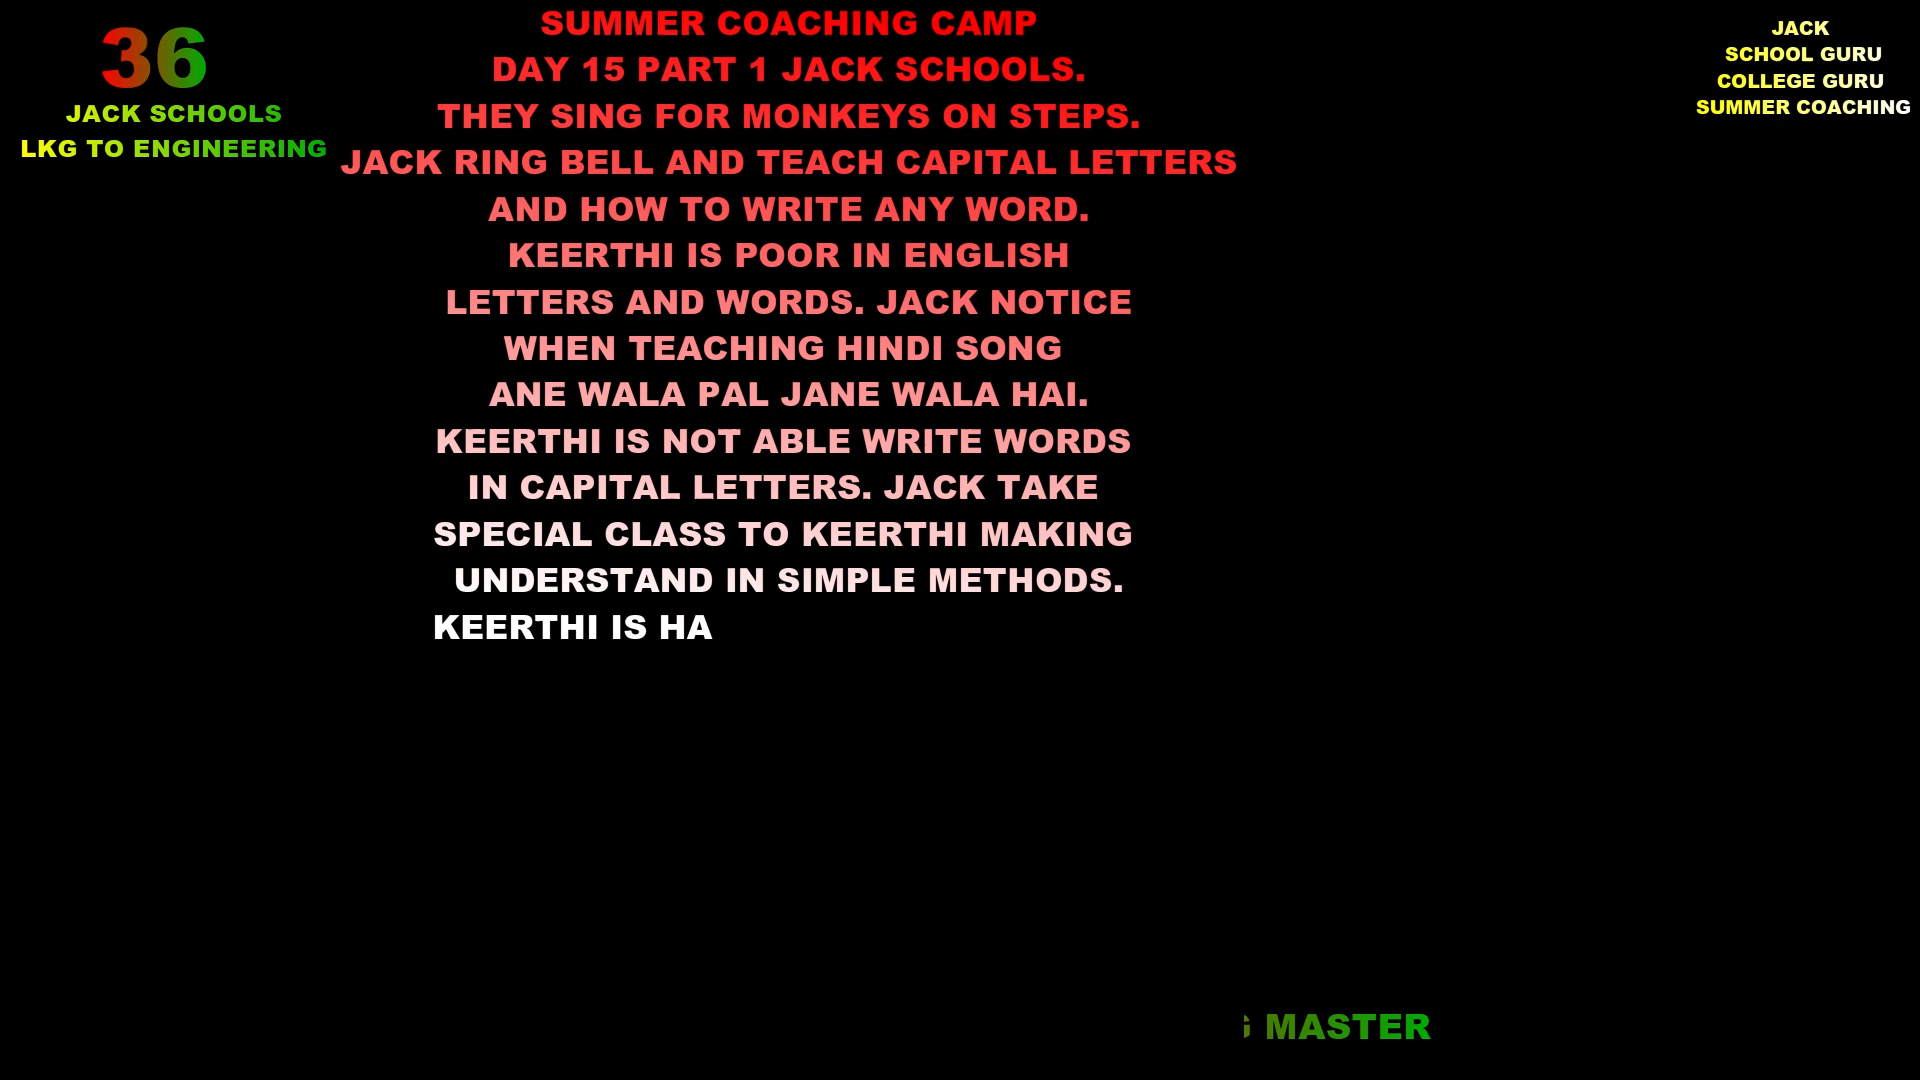 36
JACK SCHOOLS
LKG TO ENGINEERING
SUMMER COACHING CAMP
DAY 15 PART 1 JACK SCHOOLS.
THEY SING FOR MONKEYS ON STEPS.
JACK RING BELL AND TEACH CAPITAL LETTERS
AND HOW TO WRITE ANY WORD.
KEERTHI IS POOR IN ENGLISH
LETTERS AND WORDS. JACK NOTICE
WHEN TEACHING HINDI SONG
ANE WALA PAL JANE WALA HAI.
KEERTHI IS NOT ABLE WRITE WORDS
IN CAPITAL LETTERS. JACK TAKE
SPECIAL CLASS TO KEERTHI MAKING
UNDERSTAND IN SIMPLE METHODS.
KEERTHI IS HA
JACK
SCHOOL GURU
COLLEGE GURU
SUMMER COACHING
MASTER